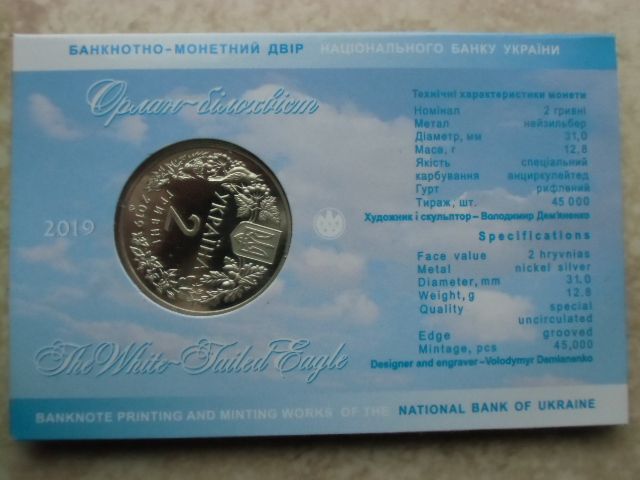 БАНКНОТНО-МОНЕТНИЙ ДВІР НАЦІОНАЛЬНОГО БАНКУ УКРАЇНИ
Орлан-білохвіст
2019
УКРАЇНА
2
ГРИВНІ
2019
Технічні характеристики монети
Номінал 2 гривні
Метал нейзильбер
Діаметр, мм 31,0
Маса, г 12,8
Якість спеціальний
карбування анциркулейтед
Гурт рифлений
Тираж, шт. 45 000
Художник і скульптор – Володимир Дем'яненко
Specifications
Face value 2 hryvnias
Metal nickel silver
Diameter, mm 31.0
Weight, g 12.8
Quality special
uncirculated
Edge grooved
Mintage, pcs 45,000
Designer and engraver – Volodymyr Demianenko
The White-Tailed Eagle
BANKNOTE PRINTING AND MINTING WORKS OF THE NATIONAL BANK OF UKRAINE